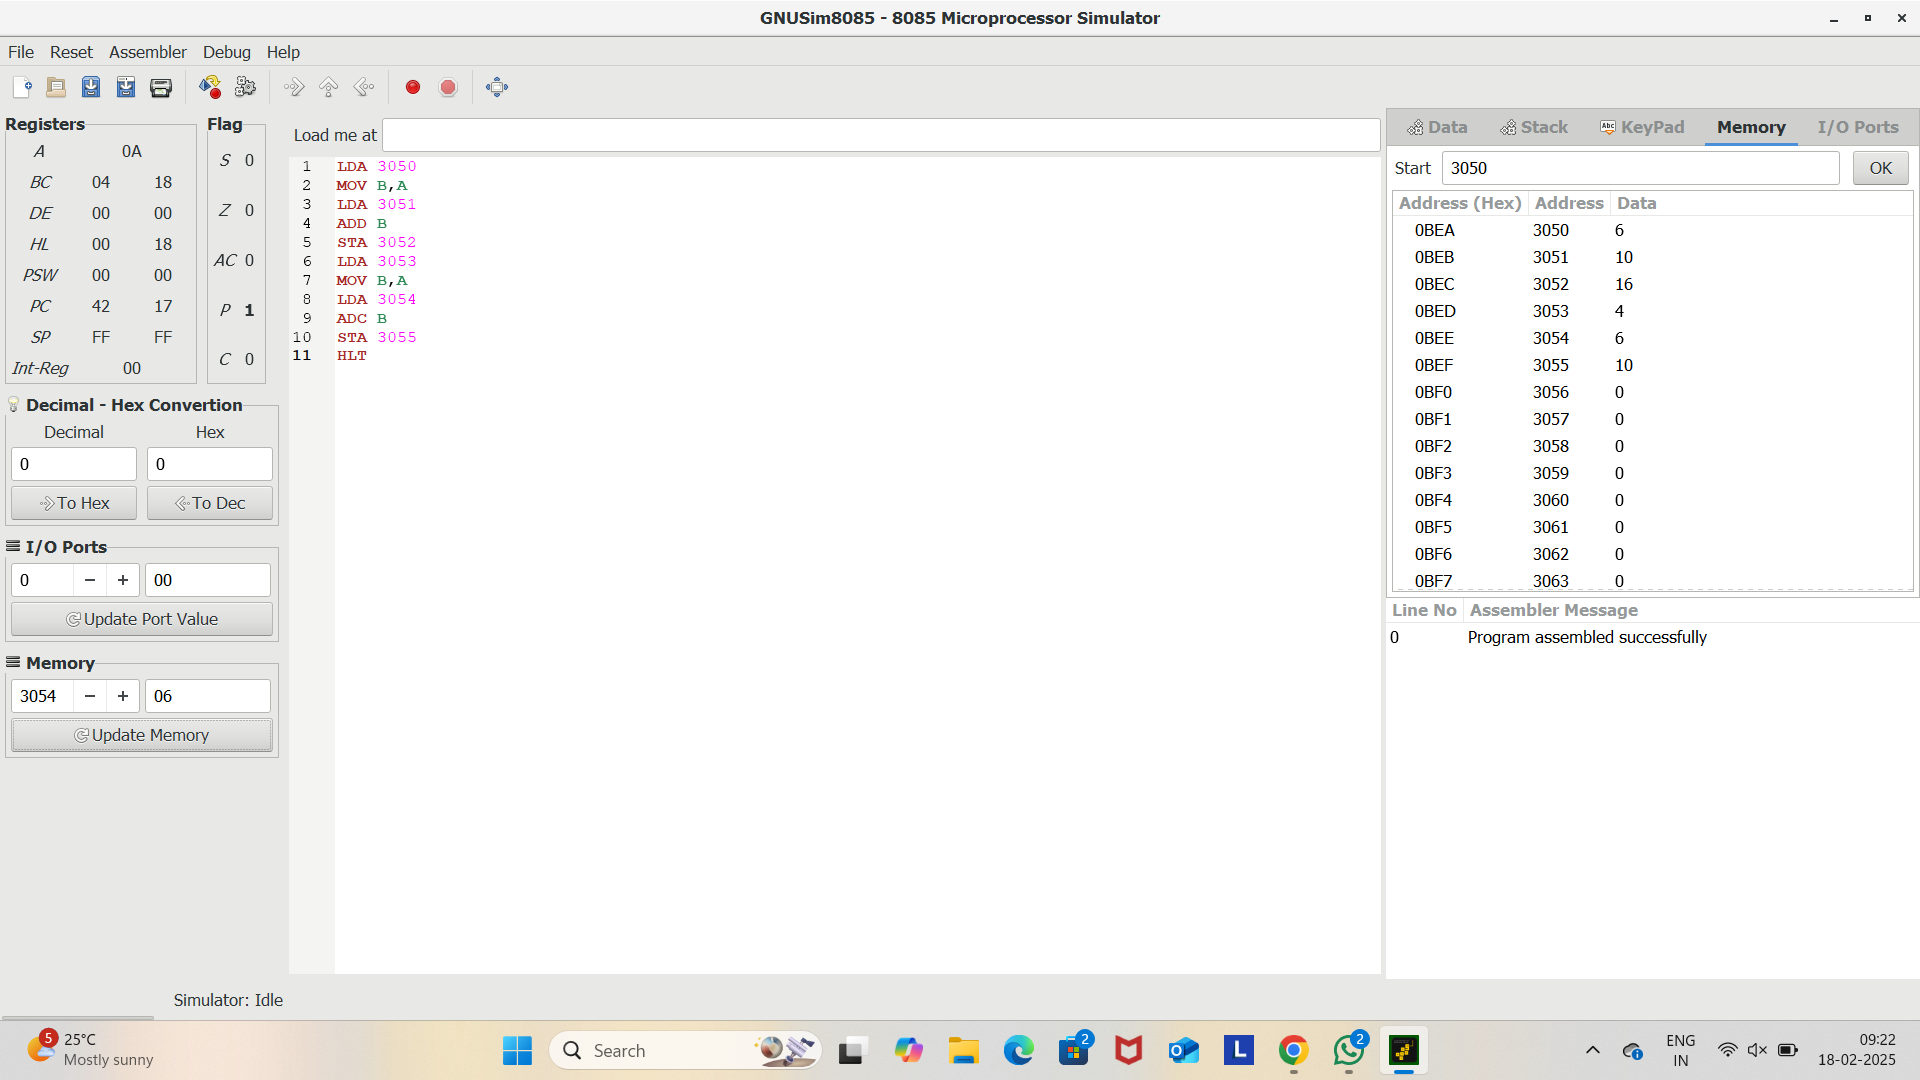 GNUSim8085 - 8085 Microprocessor Simulator
File Reset Assembler Debug Help
Registers
A 0A
BC 04 18
DE 00 00
HL 00 18
PSW 00 00
PC 42 17
SP FF FF
Int-Reg 00
Flag
S 0
Z 0
AC 0
P 1
C 0
Decimal - Hex Convertion
Decimal Hex
0 0
To Hex To Dec
I/O Ports
0 − + 00
Update Port Value
Memory
3054 − + 06
Update Memory
Load me at
1 LDA 3050
2 MOV B,A
3 LDA 3051
4 ADD B
5 STA 3052
6 LDA 3053
7 MOV B,A
8 LDA 3054
9 ADC B
10 STA 3055
11 HLT
Data Stack Abc KeyPad Memory I/O Ports
Start 3050 OK
Address (Hex) Address Data
0BEA 3050 6
0BEB 3051 10
0BEC 3052 16
0BED 3053 4
0BEE 3054 6
0BEF 3055 10
0BF0 3056 0
0BF1 3057 0
0BF2 3058 0
0BF3 3059 0
0BF4 3060 0
0BF5 3061 0
0BF6 3062 0
0BF7 3063 0
Line No Assembler Message
0 Program assembled successfully
Simulator: Idle
5 25°C
Mostly sunny
Search
2
L
2
ENG
IN
09:22
18-02-2025